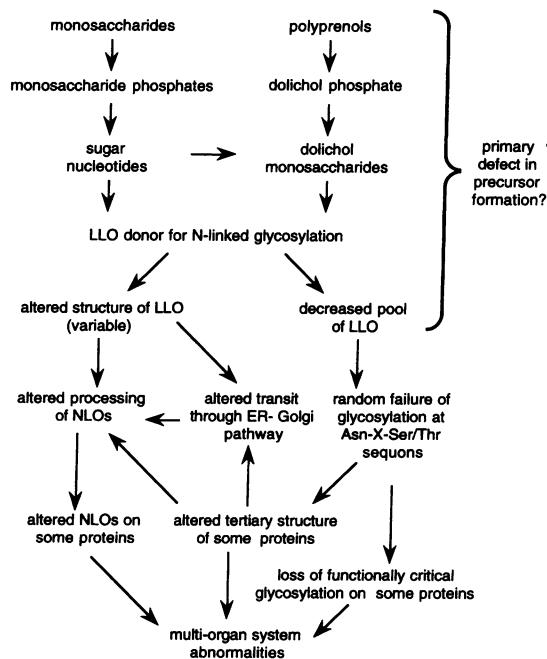 monosaccharides
polyprenols
monosaccharide phosphates
dolichol phosphate
sugar
nucleotides
dolichol
monosaccharides
primary
defect in
precursor
formation?
LLO donor for N-linked glycosylation
altered structure of LLO
(variable)
decreased pool
of LLO
altered processing
of NLOs
altered transit
through ER- Golgi
pathway
random failure of
glycosylation at
Asn-X-Ser/Thr
sequons
altered NLOs on
some proteins
altered tertiary structure
of some proteins
loss of functionally critical
glycosylation on some proteins
multi-organ system
abnormalities